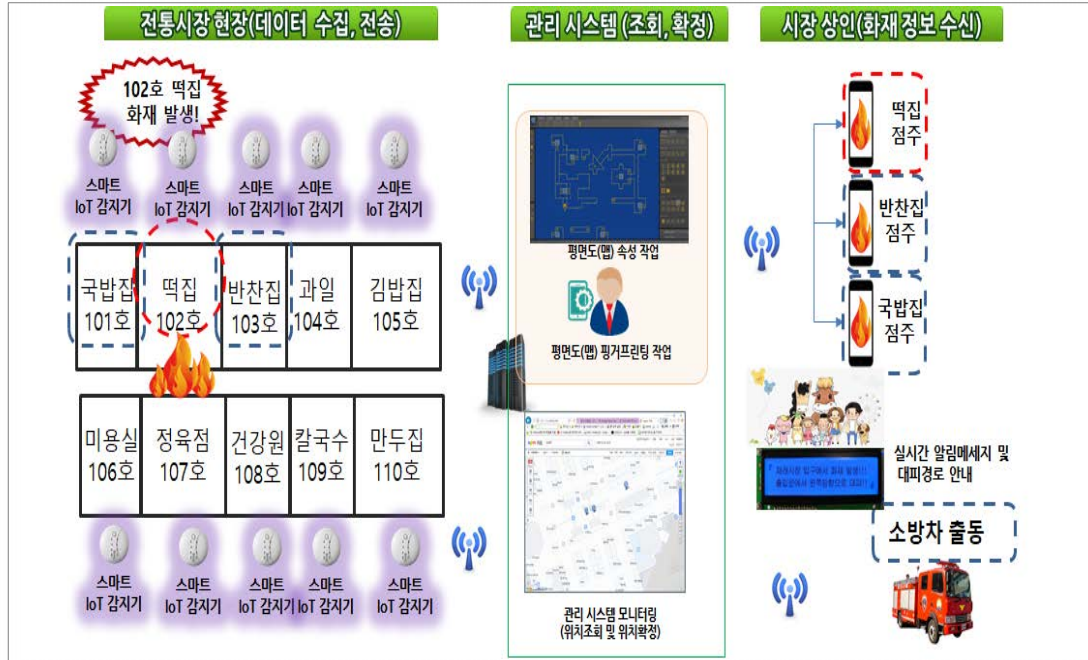 전통시장 현장(데이터 수집, 전송)
관리 시스템 (조회, 확정)
시장 상인(화재 정보 수신)
102호 떡집
화재 발생!
스마트
IoT 감지기
스마트
IoT 감지기
스마트
IoT 감지기
스마트
IoT 감지기
스마트
IoT 감지기
국밥집
101호
떡집
102호
반찬집
103호
과일
104호
김밥집
105호
미용실
106호
정육점
107호
건강원
108호
칼국수
109호
만두집
110호
스마트
IoT 감지기
스마트
IoT 감지기
스마트
IoT 감지기
스마트
IoT 감지기
스마트
IoT 감지기
평면도(맵) 속성 작업
평면도(맵) 핑거프린팅 작업
관리 시스템 모니터링
(위치조회 및 위치확정)
떡집
점주
반찬집
점주
국밥집
점주
실시간 알림메세지 및
대피경로 안내
소방차 출동